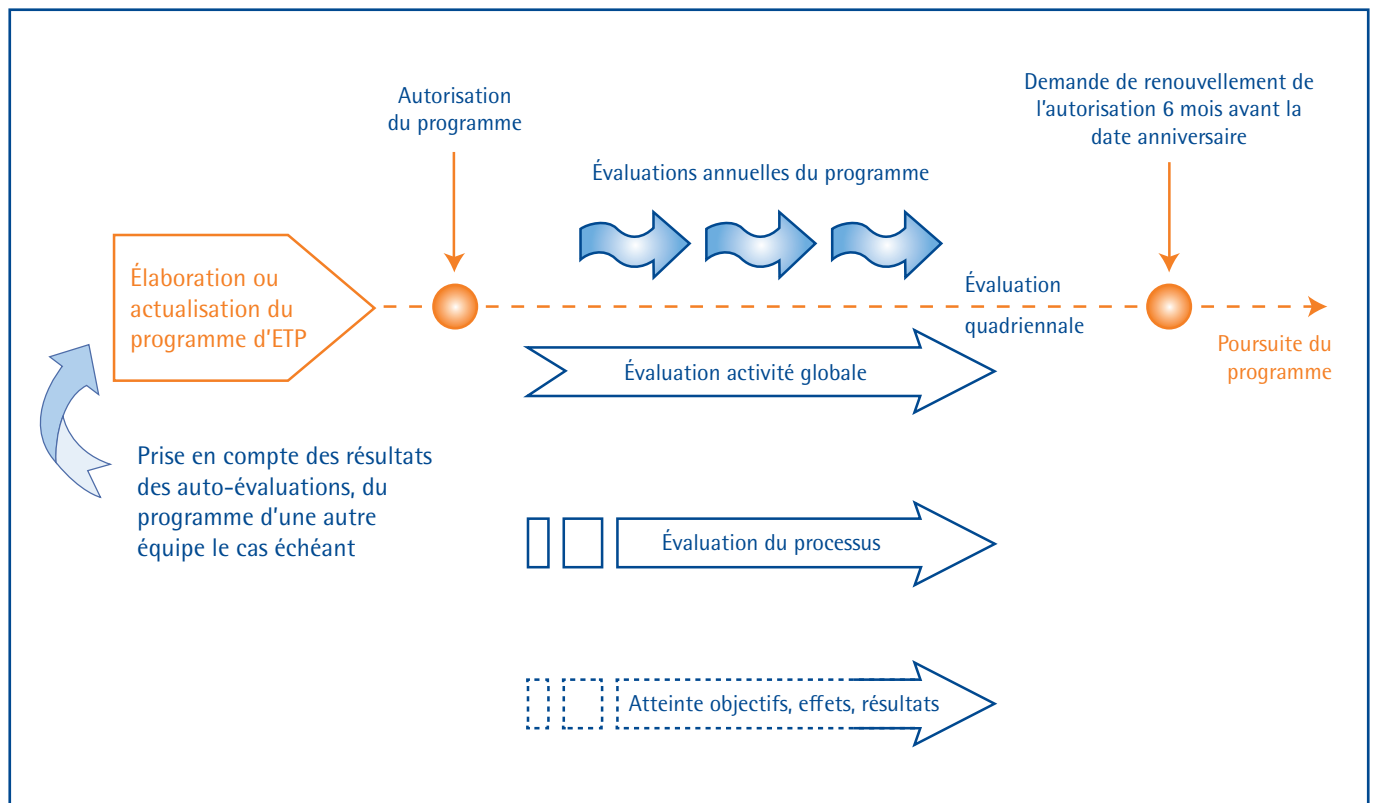 Autorisation
du programme
Demande de renouvellement de
l'autorisation 6 mois avant la
date anniversaire
Évaluations annuelles du programme
Élaboration ou
actualisation du
programme d'ETP
Évaluation
quadriennale
Poursuite du
programme
Évaluation activité globale
Prise en compte des résultats
des auto-évaluations, du
programme d'une autre
équipe le cas échéant
Évaluation du processus
Atteinte objectifs, effets, résultats